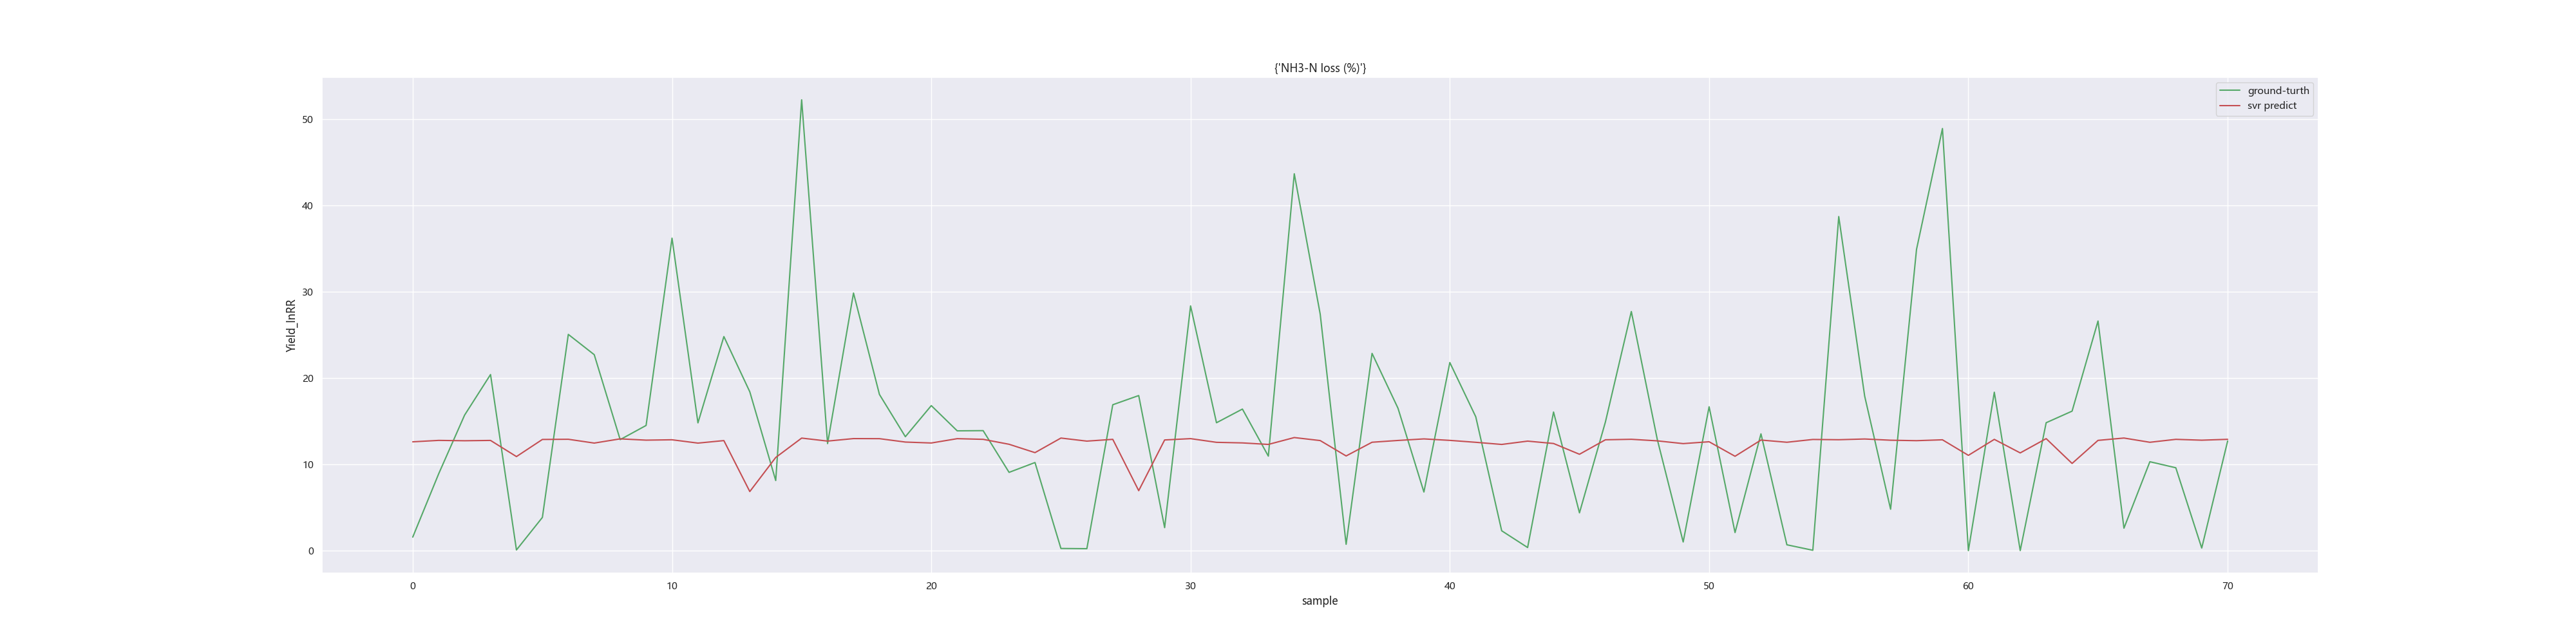 {'NH3-N loss (%)'}
ground-turth
svr predict
Yield_lnRR
50
40
30
20
10
0
0 10 20 30 40 50 60 70
sample